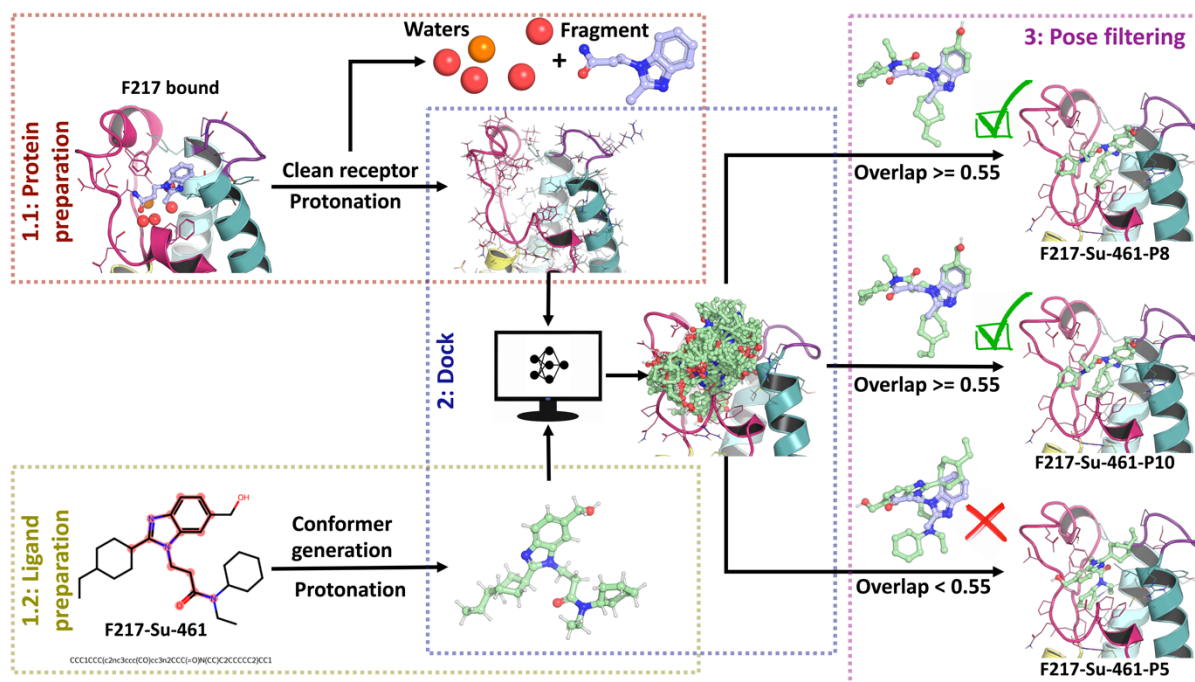 1.1: Protein
preparation
F217 bound
Waters
Fragment
+
Clean receptor
Protonation
1.2: Ligand
preparation
OH
N
N
O
N
F217-Su-461
CCC1CCC(c2nc3ccc(CO)cc3n2CCC(=O)N(CC)C2CCCCC2)CC1
Conformer
generation
Protonation
2: Dock
3: Pose filtering
Overlap >= 0.55
F217-Su-461-P8
Overlap >= 0.55
F217-Su-461-P10
Overlap < 0.55
F217-Su-461-P5